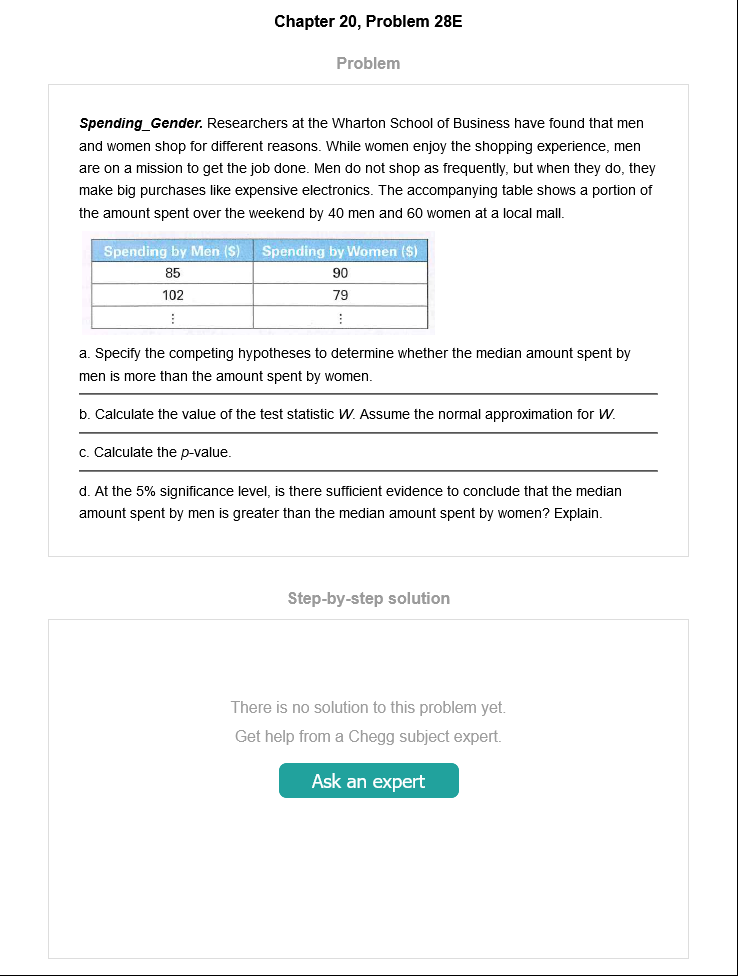 Chapter 20, Problem 28E
Problem
Spending_Gender. Researchers at the Wharton School of Business have found that men
and women shop for different reasons. While women enjoy the shopping experience, men
are on a mission to get the job done. Men do not shop as frequently, but when they do, they
make big purchases like expensive electronics. The accompanying table shows a portion of
the amount spent over the weekend by 40 men and 60 women at a local mall.
Spending by Men ($) Spending by Women ($)
85 90
102 79
⋮ ⋮
a. Specify the competing hypotheses to determine whether the median amount spent by
men is more than the amount spent by women.
b. Calculate the value of the test statistic W. Assume the normal approximation for W.
c. Calculate the p-value.
d. At the 5% significance level, is there sufficient evidence to conclude that the median
amount spent by men is greater than the median amount spent by women? Explain.
Step-by-step solution
There is no solution to this problem yet.
Get help from a Chegg subject expert.
Ask an expert